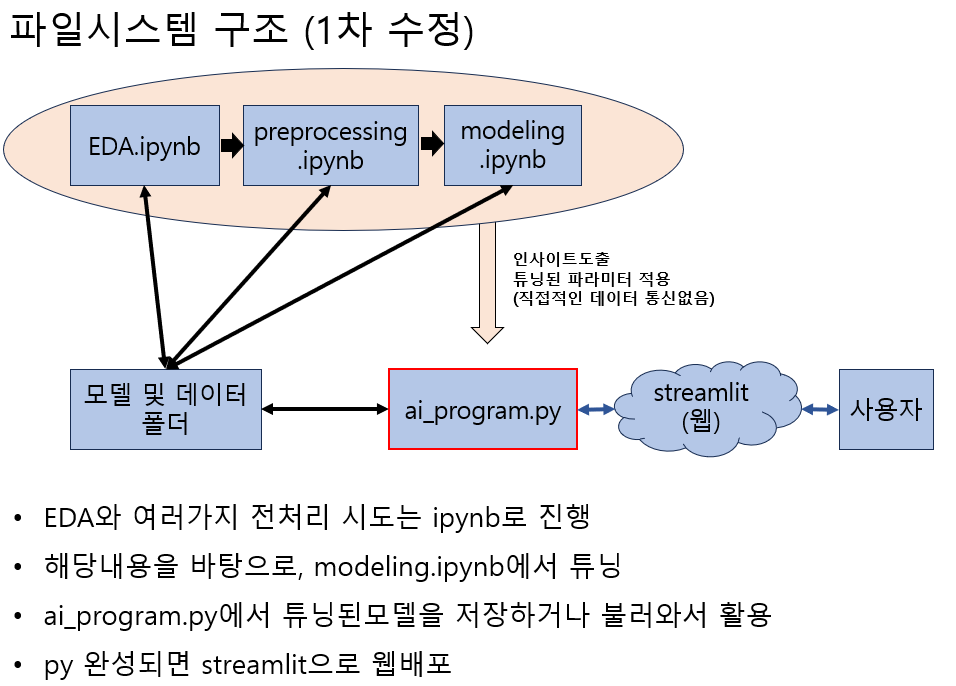 파일시스템 구조 (1차 수정)
EDA.ipynb
preprocessing
.ipynb
modeling
.ipynb
인사이트도출
튜닝된 파라미터 적용
(직접적인 데이터 통신없음)
모델 및 데이터
폴더
ai_program.py
streamlit
(웹)
사용자
• EDA와 여러가지 전처리 시도는 ipynb로 진행
• 해당내용을 바탕으로, modeling.ipynb에서 튜닝
• ai_program.py에서 튜닝된모델을 저장하거나 불러와서 활용
• py 완성되면 streamlit으로 웹배포